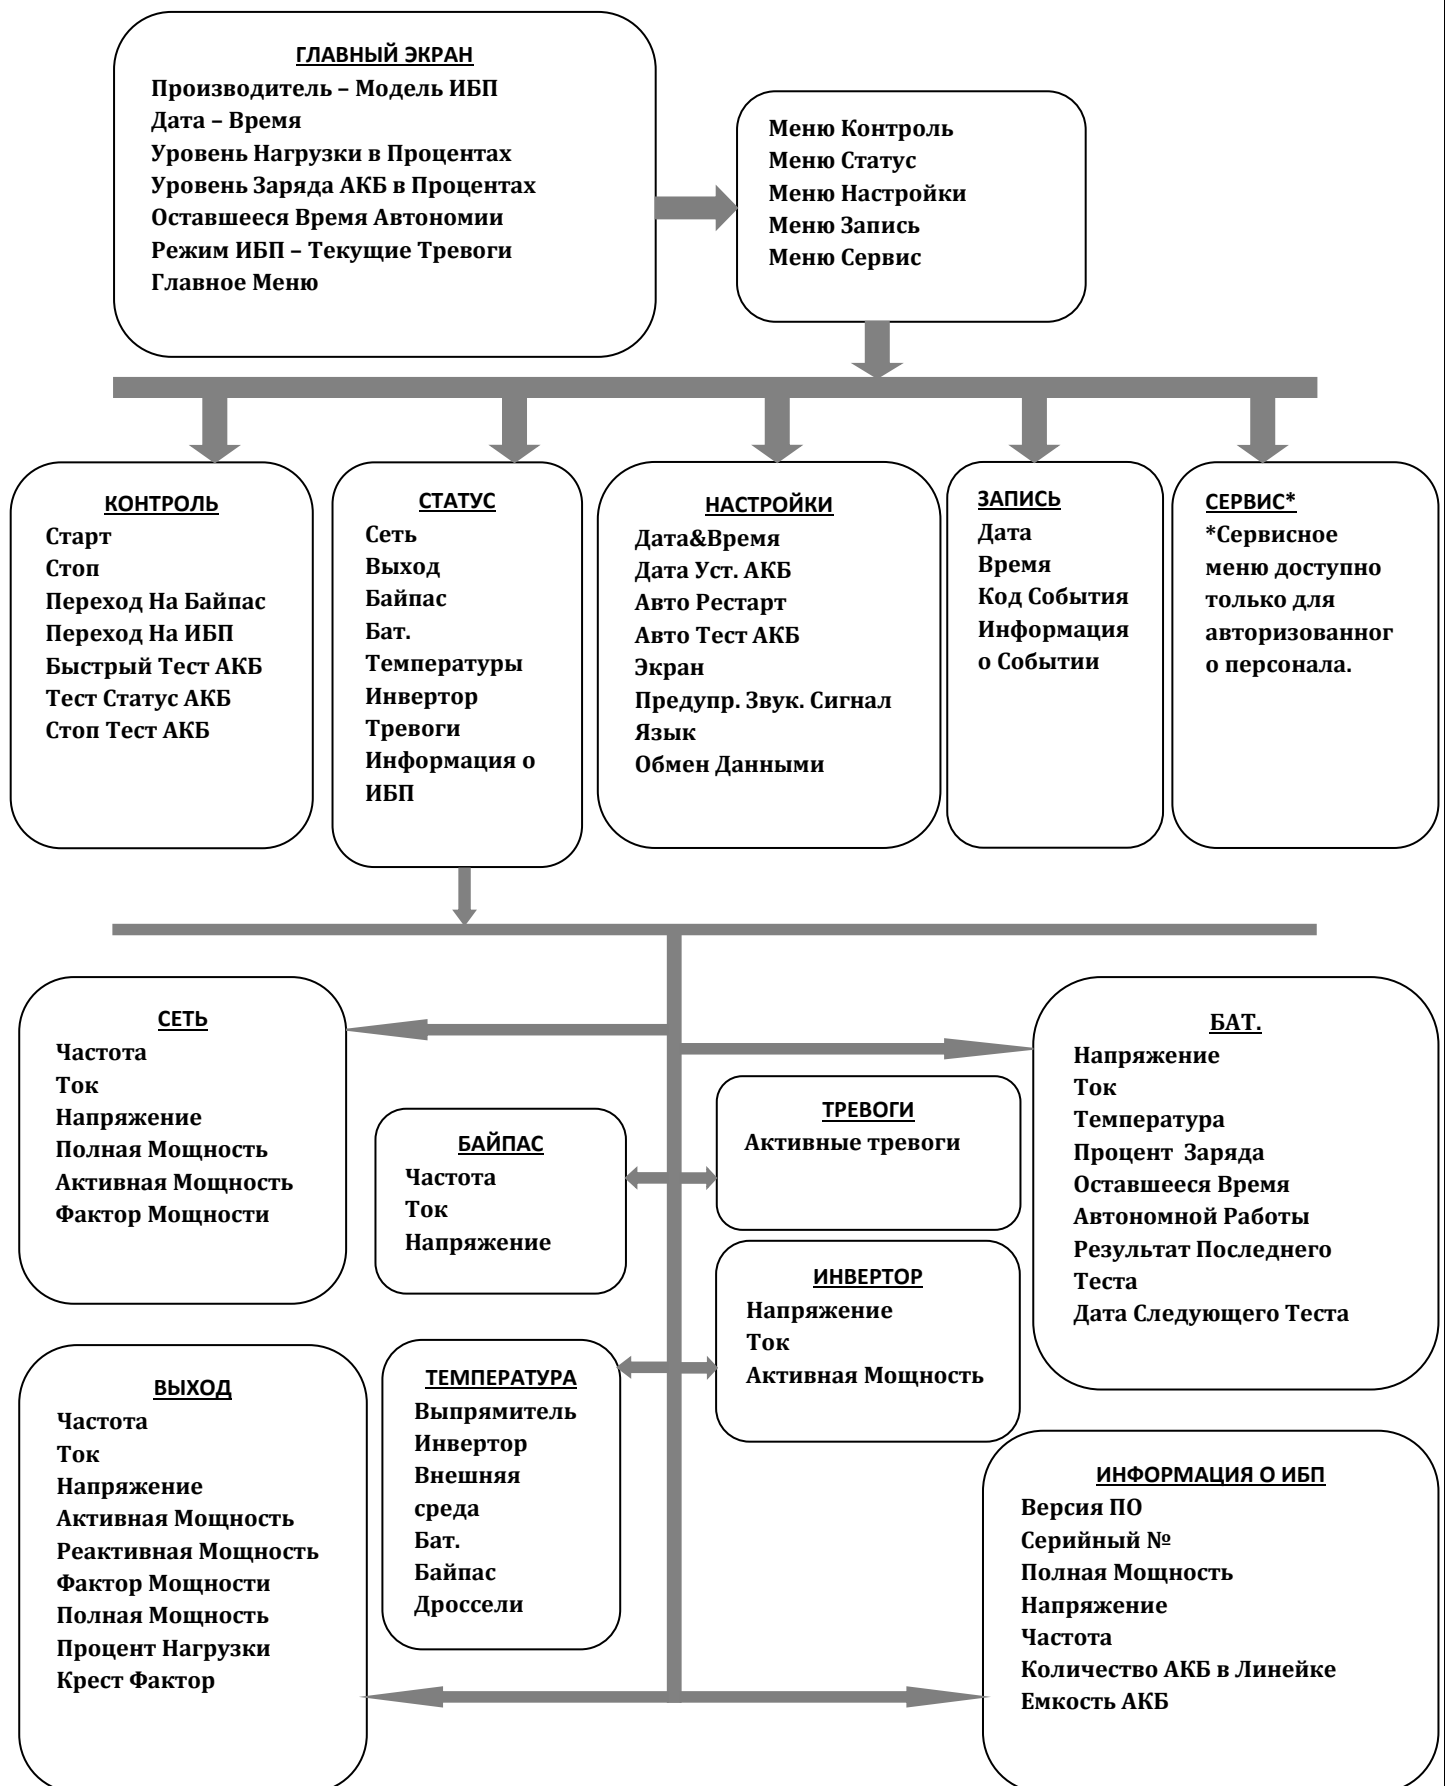 ГЛАВНЫЙ ЭКРАН
Производитель – Модель ИБП
Дата – Время
Уровень Нагрузки в Процентах
Уровень Заряда АКБ в Процентах
Оставшееся Время Автономии
Режим ИБП – Текущие Тревоги
Главное Меню
Меню Контроль
Меню Статус
Меню Настройки
Меню Запись
Меню Сервис
КОНТРОЛЬ
Старт
Стоп
Переход На Байпас
Переход На ИБП
Быстрый Тест АКБ
Тест Статус АКБ
Стоп Тест АКБ
СТАТУС
Сеть
Выход
Байпас
Бат.
Температуры
Инвертор
Тревоги
Информация о
ИБП
НАСТРОЙКИ
Дата&Время
Дата Уст. АКБ
Авто Рестарт
Авто Тест АКБ
Экран
Предупр. Звук. Сигнал
Язык
Обмен Данными
ЗАПИСЬ
Дата
Время
Код События
Информация
о Событии
СЕРВИС*
*Сервисное
меню доступно
только для
авторизованног
о персонала.
СЕТЬ
Частота
Ток
Напряжение
Полная Мощность
Активная Мощность
Фактор Мощности
БАЙПАС
Частота
Ток
Напряжение
ТРЕВОГИ
Активные тревоги
БАТ.
Напряжение
Ток
Температура
Процент  Заряда
Оставшееся Время
Автономной Работы
Результат Последнего
Теста
Дата Следующего Теста
ИНВЕРТОР
Напряжение
Ток
Активная Мощность
ВЫХОД
Частота
Ток
Напряжение
Активная Мощность
Реактивная Мощность
Фактор Мощности
Полная Мощность
Процент Нагрузки
Крест Фактор
ТЕМПЕРАТУРА
Выпрямитель
Инвертор
Внешняя
среда
Бат.
Байпас
Дроссели
ИНФОРМАЦИЯ О ИБП
Версия ПО
Серийный №
Полная Мощность
Напряжение
Частота
Количество АКБ в Линейке
Емкость АКБ